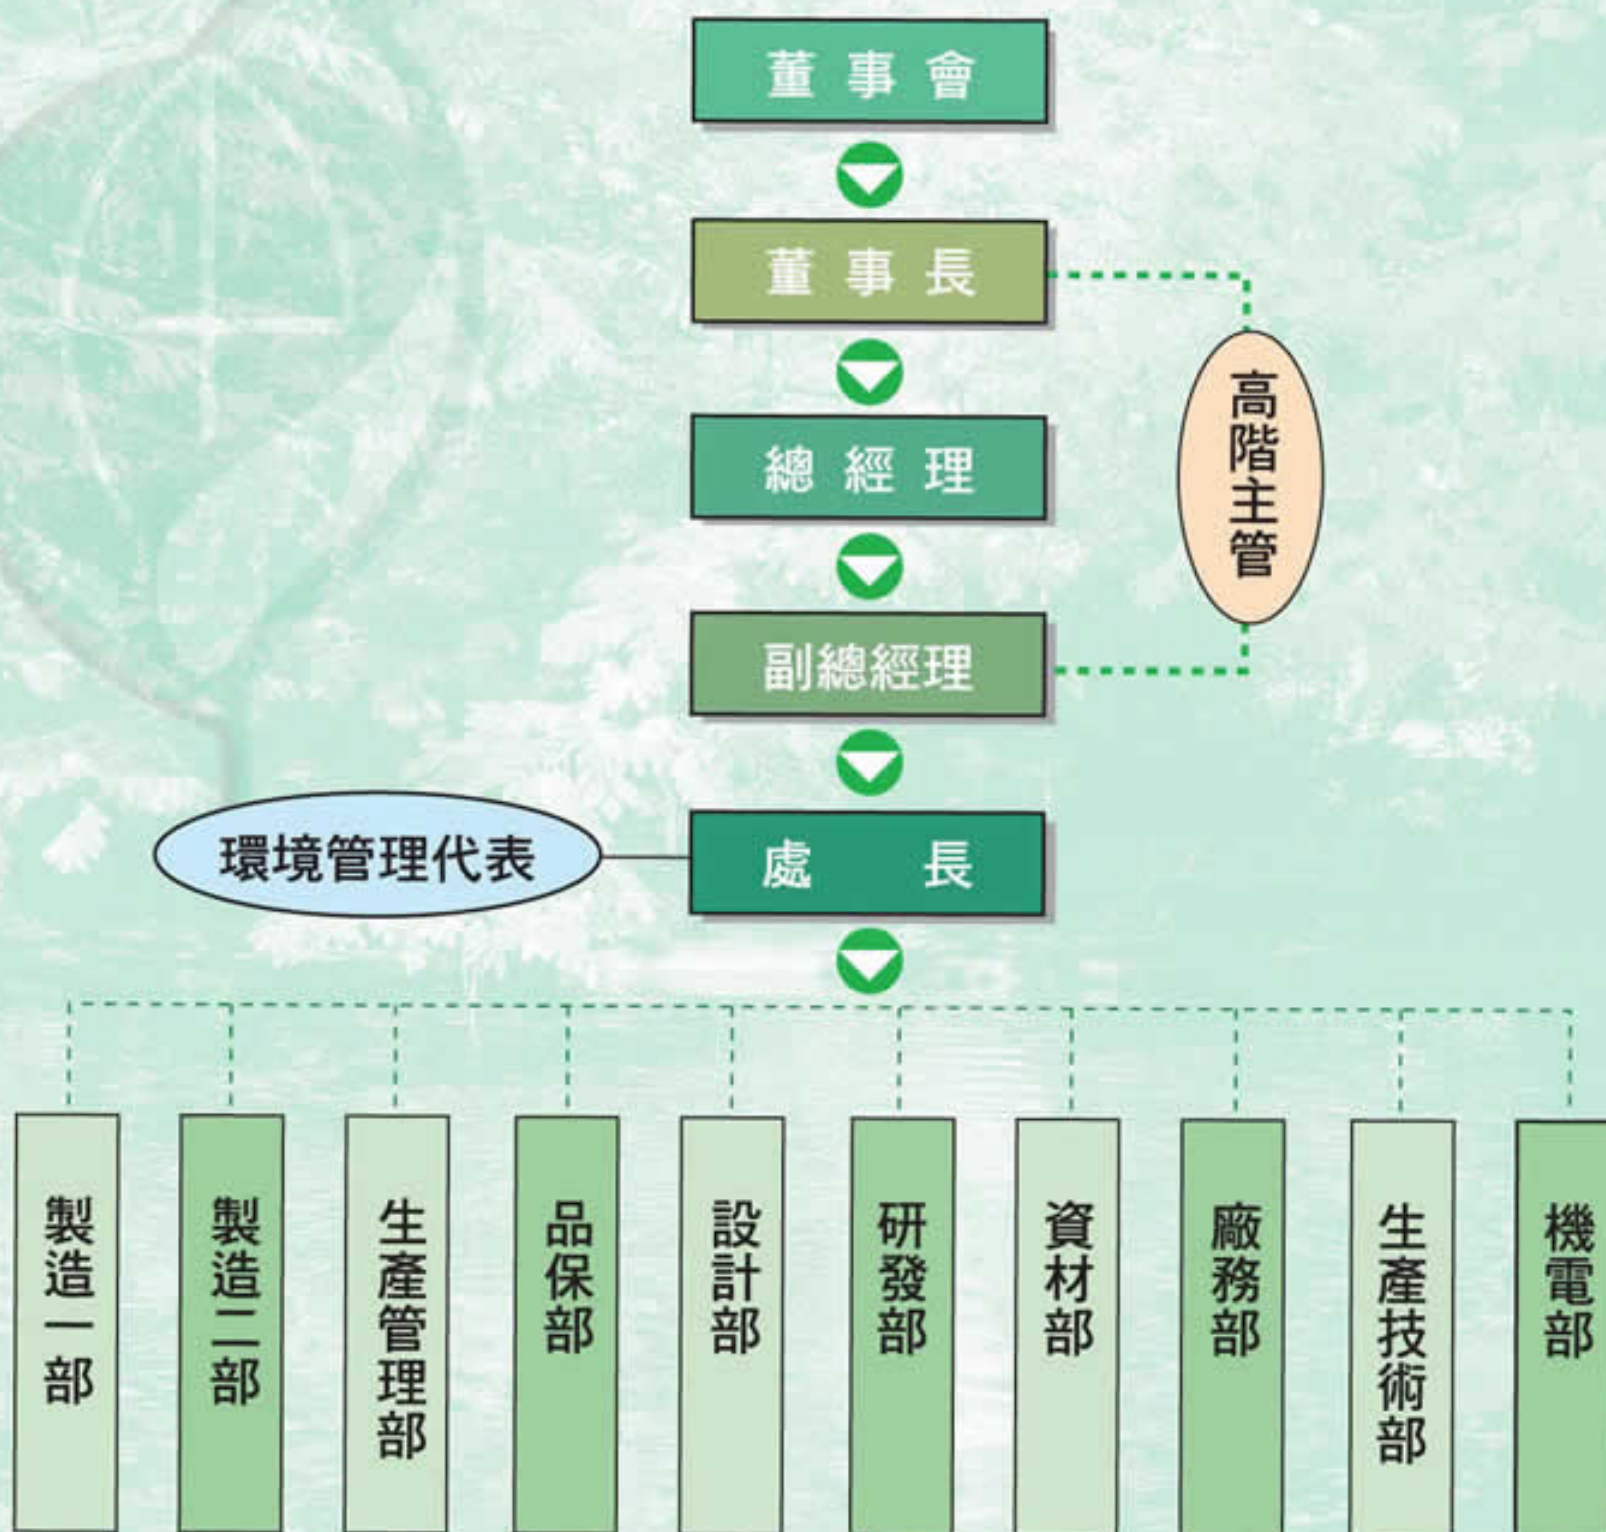 董事會
董事長
高階主管
總經理
副總經理
環境管理代表
處長
製造一部
製造二部
生產管理部
品保部
設計部
研發部
資材部
廠務部
生產技術部
機電部